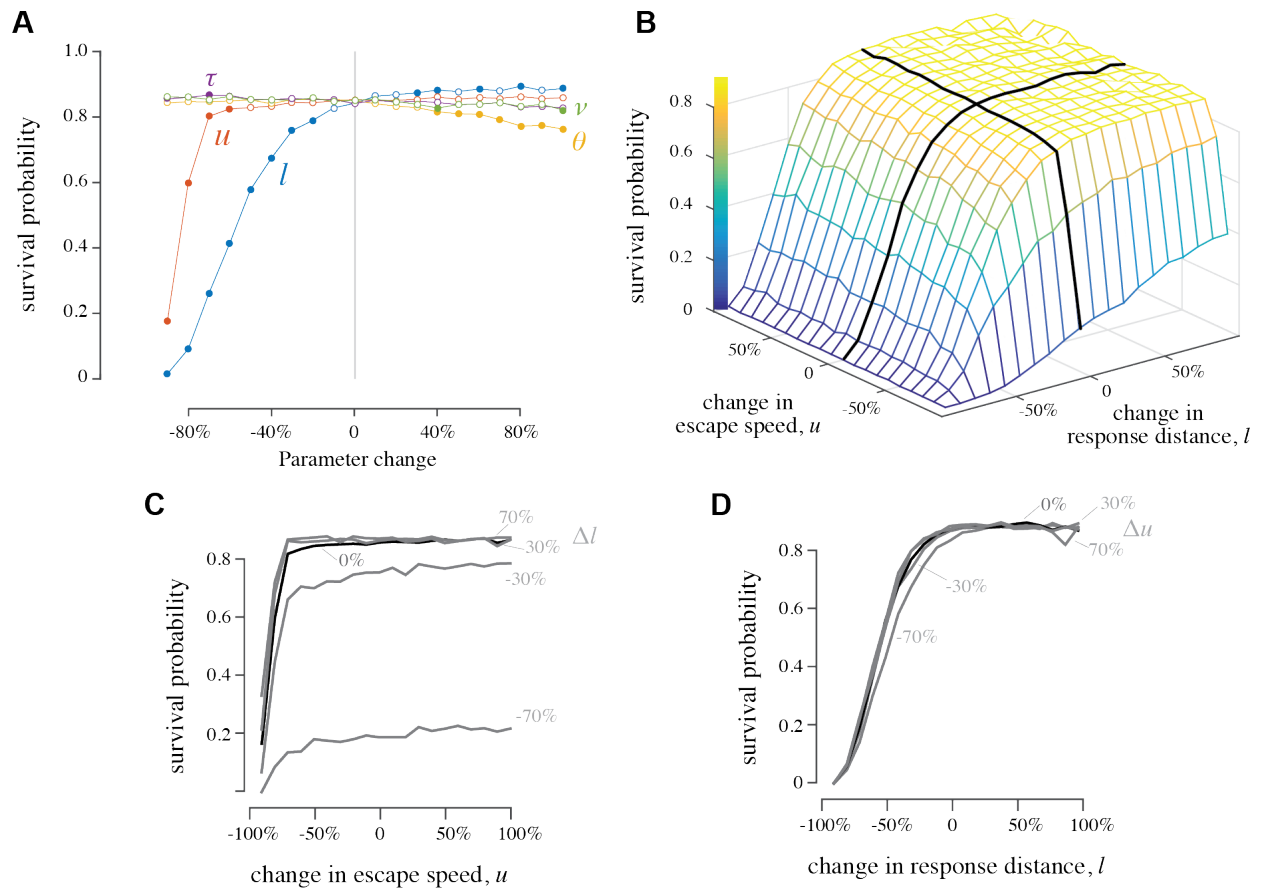 A
1.0
0.8
0.6
0.4
0.2
0
survival probability
τ
u
l
ν
θ
-80%
-40%
0
40%
80%
Parameter change
B
0.8
0.6
0.4
0.2
0
survival probability
50%
0
-50%
change in
escape speed, u
-50%
0
50%
change in
response distance, l
C
0.8
0.6
0.4
0.2
survival probability
70%
Δl
30%
0%
-30%
-70%
-100%
-50%
0
50%
100%
change in escape speed, u
D
0.8
0.6
0.4
0.2
0
survival probability
0%
30%
Δu
70%
-30%
-70%
-100%
-50%
0
50%
100%
change in response distance, l